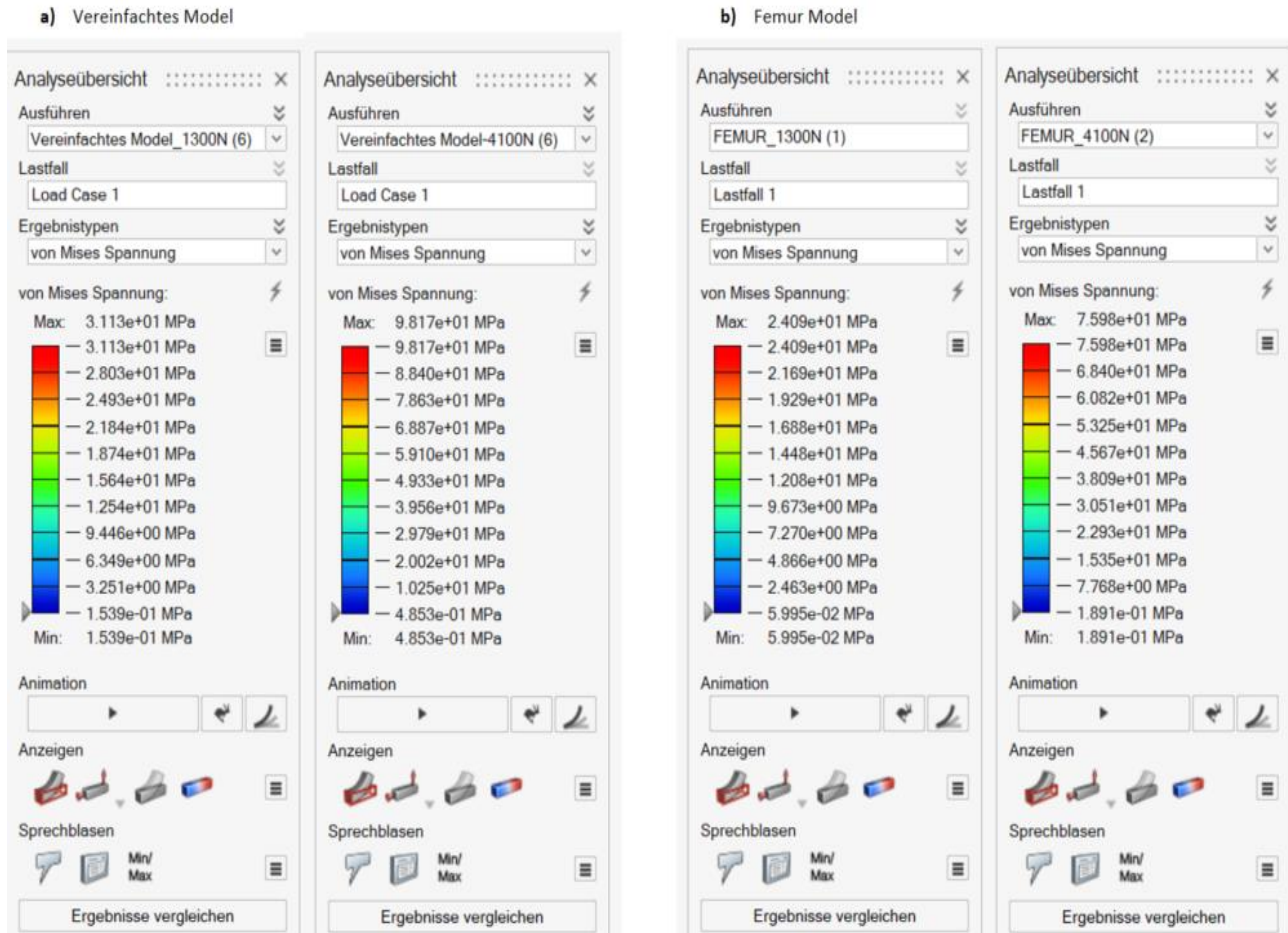 a) Vereinfachtes Model
Analyseübersicht
Ausführen
Vereinfachtes Model_1300N (6)
Lastfall
Load Case 1
Ergebnistypen
von Mises Spannung
von Mises Spannung:
Max: 3.113e+01 MPa
3.113e+01 MPa
2.803e+01 MPa
2.493e+01 MPa
2.184e+01 MPa
1.874e+01 MPa
1.564e+01 MPa
1.254e+01 MPa
9.446e+00 MPa
6.349e+00 MPa
3.251e+00 MPa
1.539e-01 MPa
Min: 1.539e-01 MPa
Animation
Anzeigen
Sprechblasen
Min/
Max
Ergebnisse vergleichen
Analyseübersicht
Ausführen
Vereinfachtes Model-4100N (6)
Lastfall
Load Case 1
Ergebnistypen
von Mises Spannung
von Mises Spannung:
Max: 9.817e+01 MPa
9.817e+01 MPa
8.840e+01 MPa
7.863e+01 MPa
6.887e+01 MPa
5.910e+01 MPa
4.933e+01 MPa
3.956e+01 MPa
2.979e+01 MPa
2.002e+01 MPa
1.025e+01 MPa
4.853e-01 MPa
Min: 4.853e-01 MPa
Animation
Anzeigen
Sprechblasen
Min/
Max
Ergebnisse vergleichen
b) Femur Model
Analyseübersicht
Ausführen
FEMUR_1300N (1)
Lastfall
Lastfall 1
Ergebnistypen
von Mises Spannung
von Mises Spannung:
Max: 2.409e+01 MPa
2.409e+01 MPa
2.169e+01 MPa
1.929e+01 MPa
1.688e+01 MPa
1.448e+01 MPa
1.208e+01 MPa
9.673e+00 MPa
7.270e+00 MPa
4.866e+00 MPa
2.463e+00 MPa
5.995e-02 MPa
Min: 5.995e-02 MPa
Animation
Anzeigen
Sprechblasen
Min/
Max
Ergebnisse vergleichen
Analyseübersicht
Ausführen
FEMUR_4100N (2)
Lastfall
Lastfall 1
Ergebnistypen
von Mises Spannung
von Mises Spannung:
Max: 7.598e+01 MPa
7.598e+01 MPa
6.840e+01 MPa
6.082e+01 MPa
5.325e+01 MPa
4.567e+01 MPa
3.809e+01 MPa
3.051e+01 MPa
2.293e+01 MPa
1.535e+01 MPa
7.768e+00 MPa
1.891e-01 MPa
Min: 1.891e-01 MPa
Animation
Anzeigen
Sprechblasen
Min/
Max
Ergebnisse vergleichen